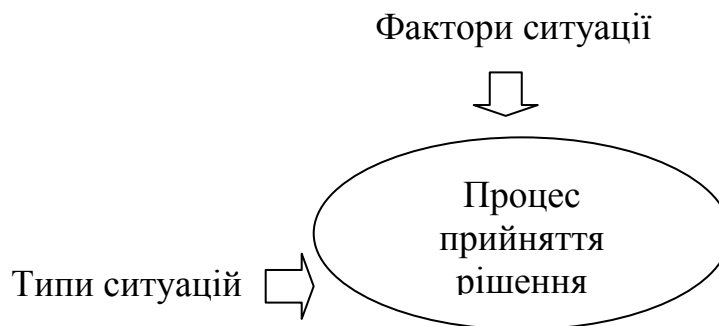 Фактори ситуації
Процес
прийняття
рішення
Типи ситуацій